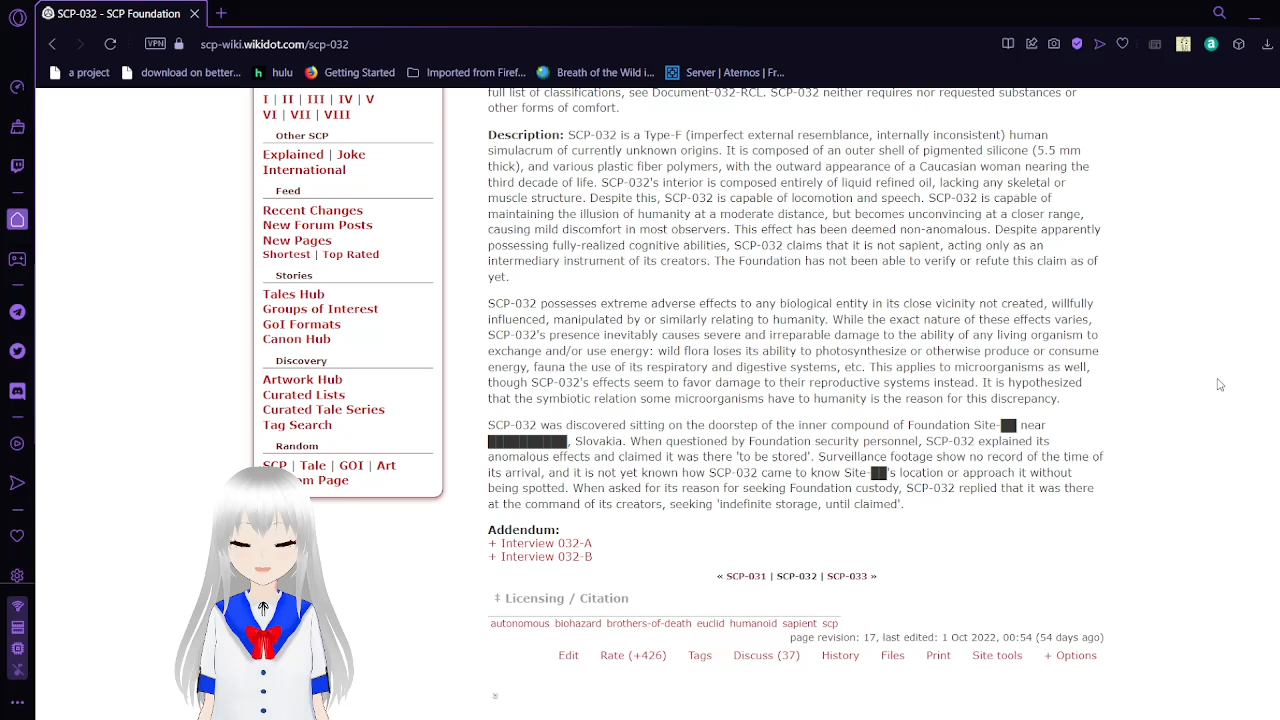 SCP-032 - SCP Foundation
VPN
scp-wiki.wikidot.com/scp-032
a project
download on better...
hulu
Getting Started
Imported from Firef...
Breath of the Wild i...
Server | Aternos | Fr...
I | II | III | IV | V
VI | VII | VIII
Other SCP
Explained | Joke
International
Feed
Recent Changes
New Forum Posts
New Pages
Shortest | Top Rated
Stories
Tales Hub
Groups of Interest
GoI Formats
Canon Hub
Discovery
Artwork Hub
Curated Lists
Curated Tale Series
Tag Search
Random
SCP | Tale | GOI | Art
om Page
full list of classifications, see Document-032-RCL. SCP-032 neither requires nor requested substances or
other forms of comfort.
Description: SCP-032 is a Type-F (imperfect external resemblance, internally inconsistent) human
simulacrum of currently unknown origins. It is composed of an outer shell of pigmented silicone (5.5 mm
thick), and various plastic fiber polymers, with the outward appearance of a Caucasian woman nearing the
third decade of life. SCP-032's interior is composed entirely of liquid refined oil, lacking any skeletal or
muscle structure. Despite this, SCP-032 is capable of locomotion and speech. SCP-032 is capable of
maintaining the illusion of humanity at a moderate distance, but becomes unconvincing at a closer range,
causing mild discomfort in most observers. This effect has been deemed non-anomalous. Despite apparently
possessing fully-realized cognitive abilities, SCP-032 claims that it is not sapient, acting only as an
intermediary instrument of its creators. The Foundation has not been able to verify or refute this claim as of
yet.
SCP-032 possesses extreme adverse effects to any biological entity in its close vicinity not created, willfully
influenced, manipulated by or similarly relating to humanity. While the exact nature of these effects varies,
SCP-032's presence inevitably causes severe and irreparable damage to the ability of any living organism to
exchange and/or use energy: wild flora loses its ability to photosynthesize or otherwise produce or consume
energy, fauna the use of its respiratory and digestive systems, etc. This applies to microorganisms as well,
though SCP-032's effects seem to favor damage to their reproductive systems instead. It is hypothesized
that the symbiotic relation some microorganisms have to humanity is the reason for this discrepancy.
SCP-032 was discovered sitting on the doorstep of the inner compound of Foundation Site-██ near
█████████, Slovakia. When questioned by Foundation security personnel, SCP-032 explained its
anomalous effects and claimed it was there 'to be stored'. Surveillance footage show no record of the time of
its arrival, and it is not yet known how SCP-032 came to know Site-██'s location or approach it without
being spotted. When asked for its reason for seeking Foundation custody, SCP-032 replied that it was there
at the command of its creators, seeking 'indefinite storage, until claimed'.
Addendum:
+ Interview 032-A
+ Interview 032-B
« SCP-031 | SCP-032 | SCP-033 »
‡ Licensing / Citation
autonomous biohazard brothers-of-death euclid humanoid sapient scp
page revision: 17, last edited: 1 Oct 2022, 00:54 (54 days ago)
Edit Rate (+426) Tags Discuss (37) History Files Print Site tools + Options